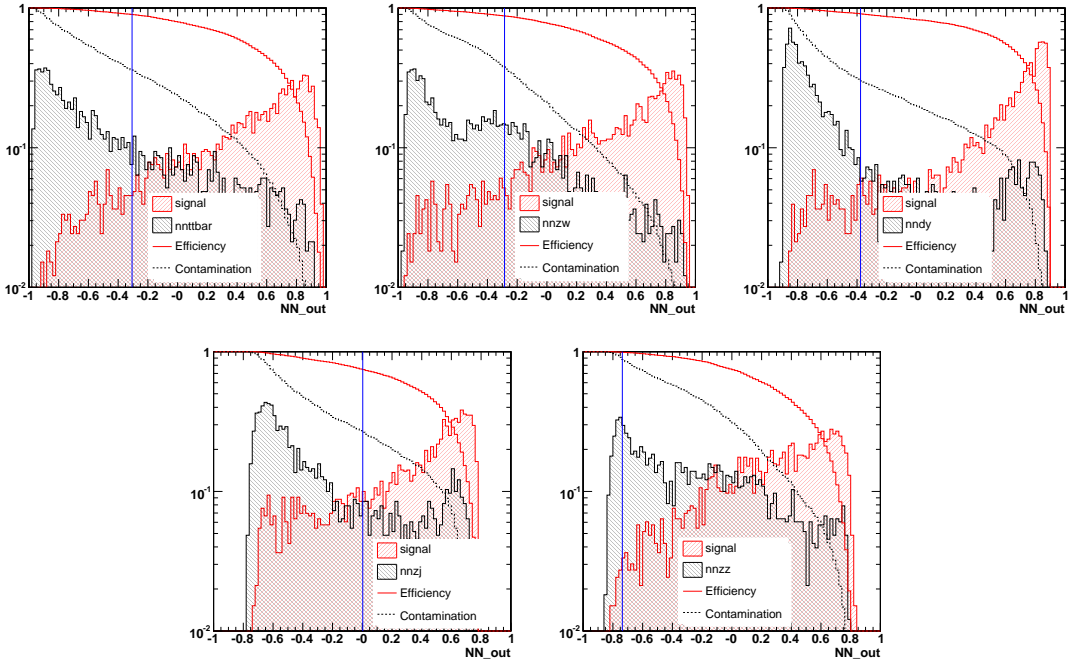 1
10^-1
10^-2
-1 -0.8 -0.6 -0.4 -0.2 -0 0.2 0.4 0.6 0.8 1
NN_out
signal
nnttbar
Efficiency
Contamination
1
10^-1
10^-2
-1 -0.8 -0.6 -0.4 -0.2 -0 0.2 0.4 0.6 0.8 1
NN_out
signal
nnzw
Efficiency
Contamination
1
10^-1
10^-2
-1 -0.8 -0.6 -0.4 -0.2 -0 0.2 0.4 0.6 0.8 1
NN_out
signal
nndy
Efficiency
Contamination
1
10^-1
10^-2
-1 -0.8 -0.6 -0.4 -0.2 -0 0.2 0.4 0.6 0.8 1
NN_out
signal
nnzj
Efficiency
Contamination
1
10^-1
10^-2
-1 -0.8 -0.6 -0.4 -0.2 -0 0.2 0.4 0.6 0.8 1
NN_out
signal
nnzz
Efficiency
Contamination